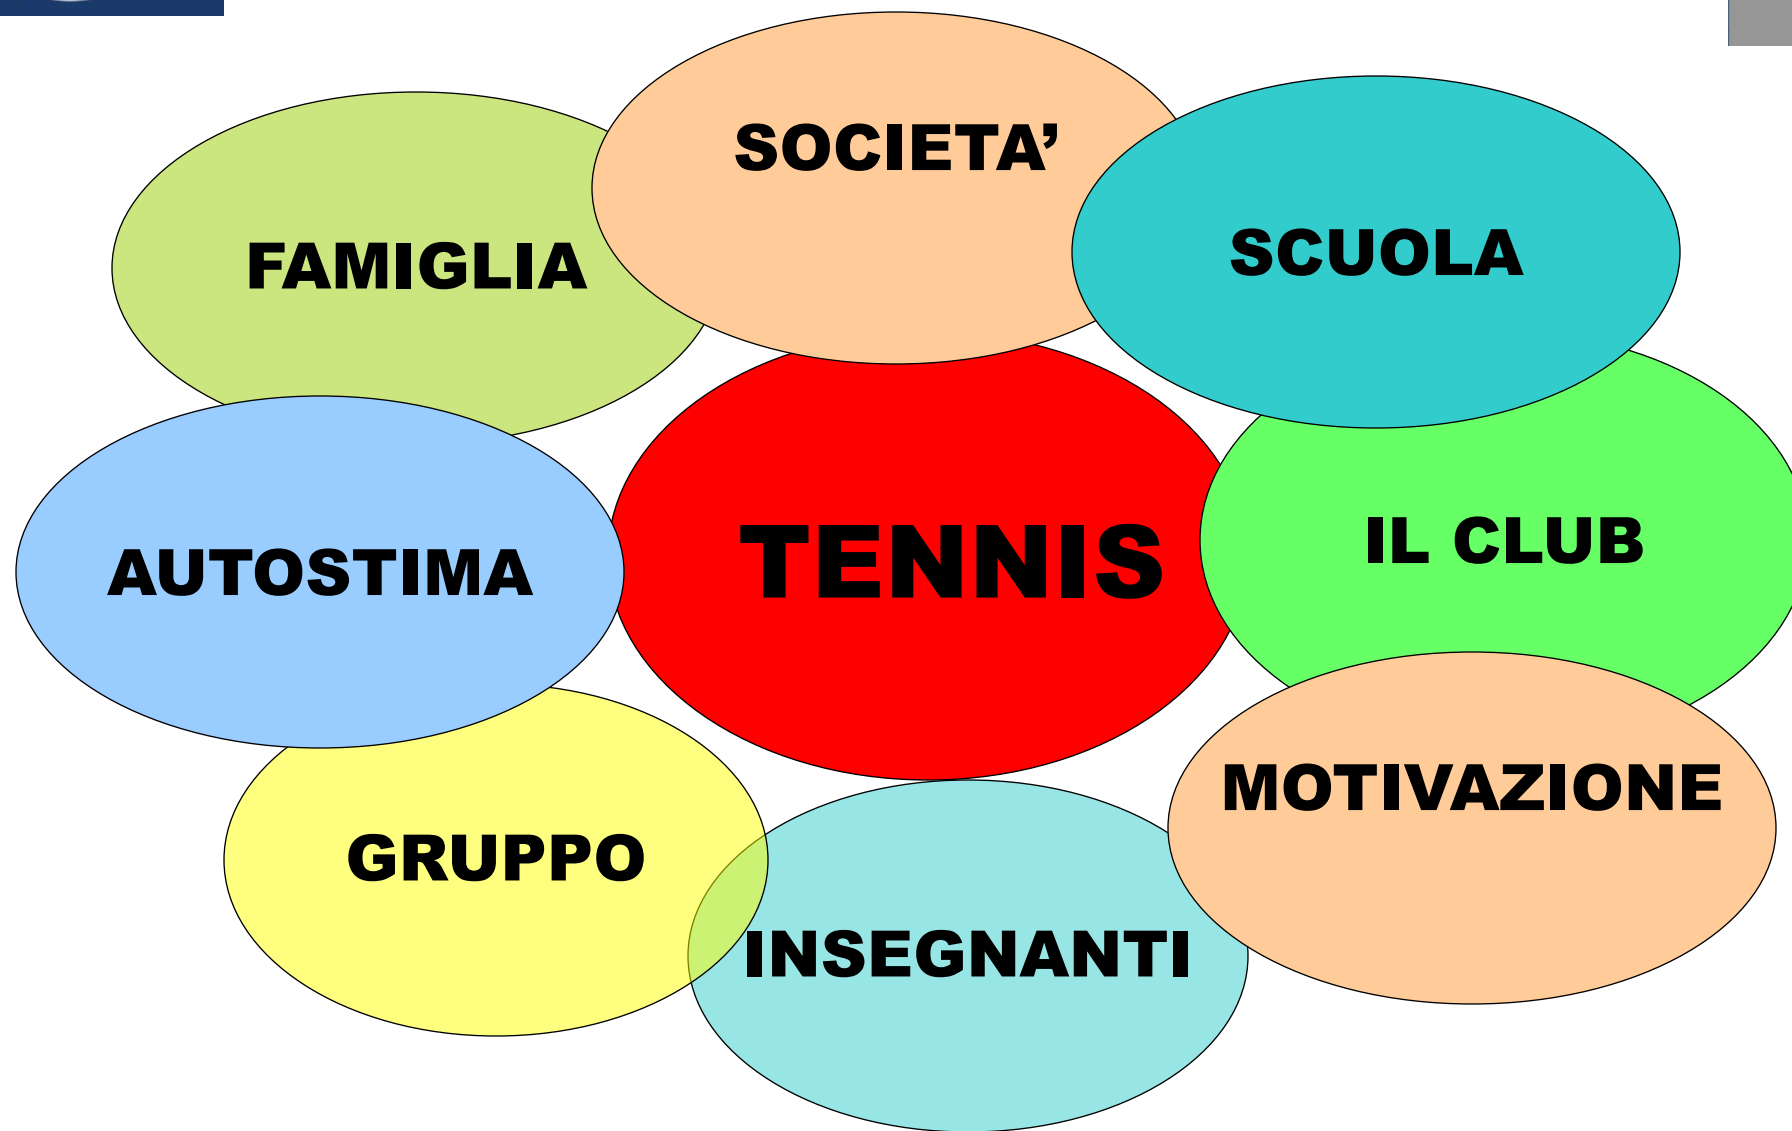 SOCIETA’
SCUOLA
FAMIGLIA
TENNIS
IL CLUB
AUTOSTIMA
MOTIVAZIONE
GRUPPO
INSEGNANTI